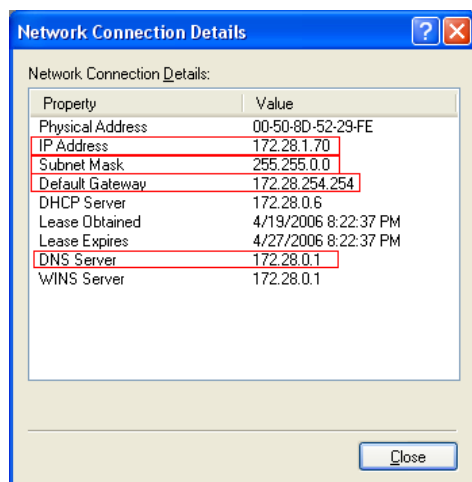 Network Connection Details
Network Connection Details:
Property Value
Physical Address 00-50-8D-52-29-FE
IP Address 172.28.1.70
Subnet Mask 255.255.0.0
Default Gateway 172.28.254.254
DHCP Server 172.28.0.6
Lease Obtained 4/19/2006 8:22:37 PM
Lease Expires 4/27/2006 8:22:37 PM
DNS Server 172.28.0.1
WINS Server 172.28.0.1
Close